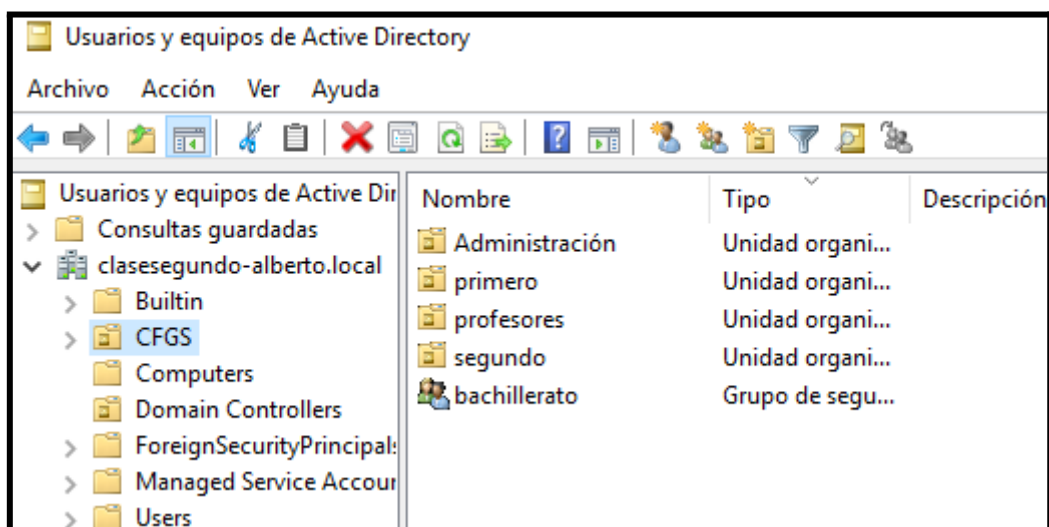 Usuarios y equipos de Active Directory
Archivo Acción Ver Ayuda
Usuarios y equipos de Active Dir
Consultas guardadas
clasesegundo-alberto.local
Builtin
CFGS
Computers
Domain Controllers
ForeignSecurityPrincipals
Managed Service Accour
Users
Nombre Tipo Descripción
Administración Unidad organi...
primero Unidad organi...
profesores Unidad organi...
segundo Unidad organi...
bachillerato Grupo de segu...